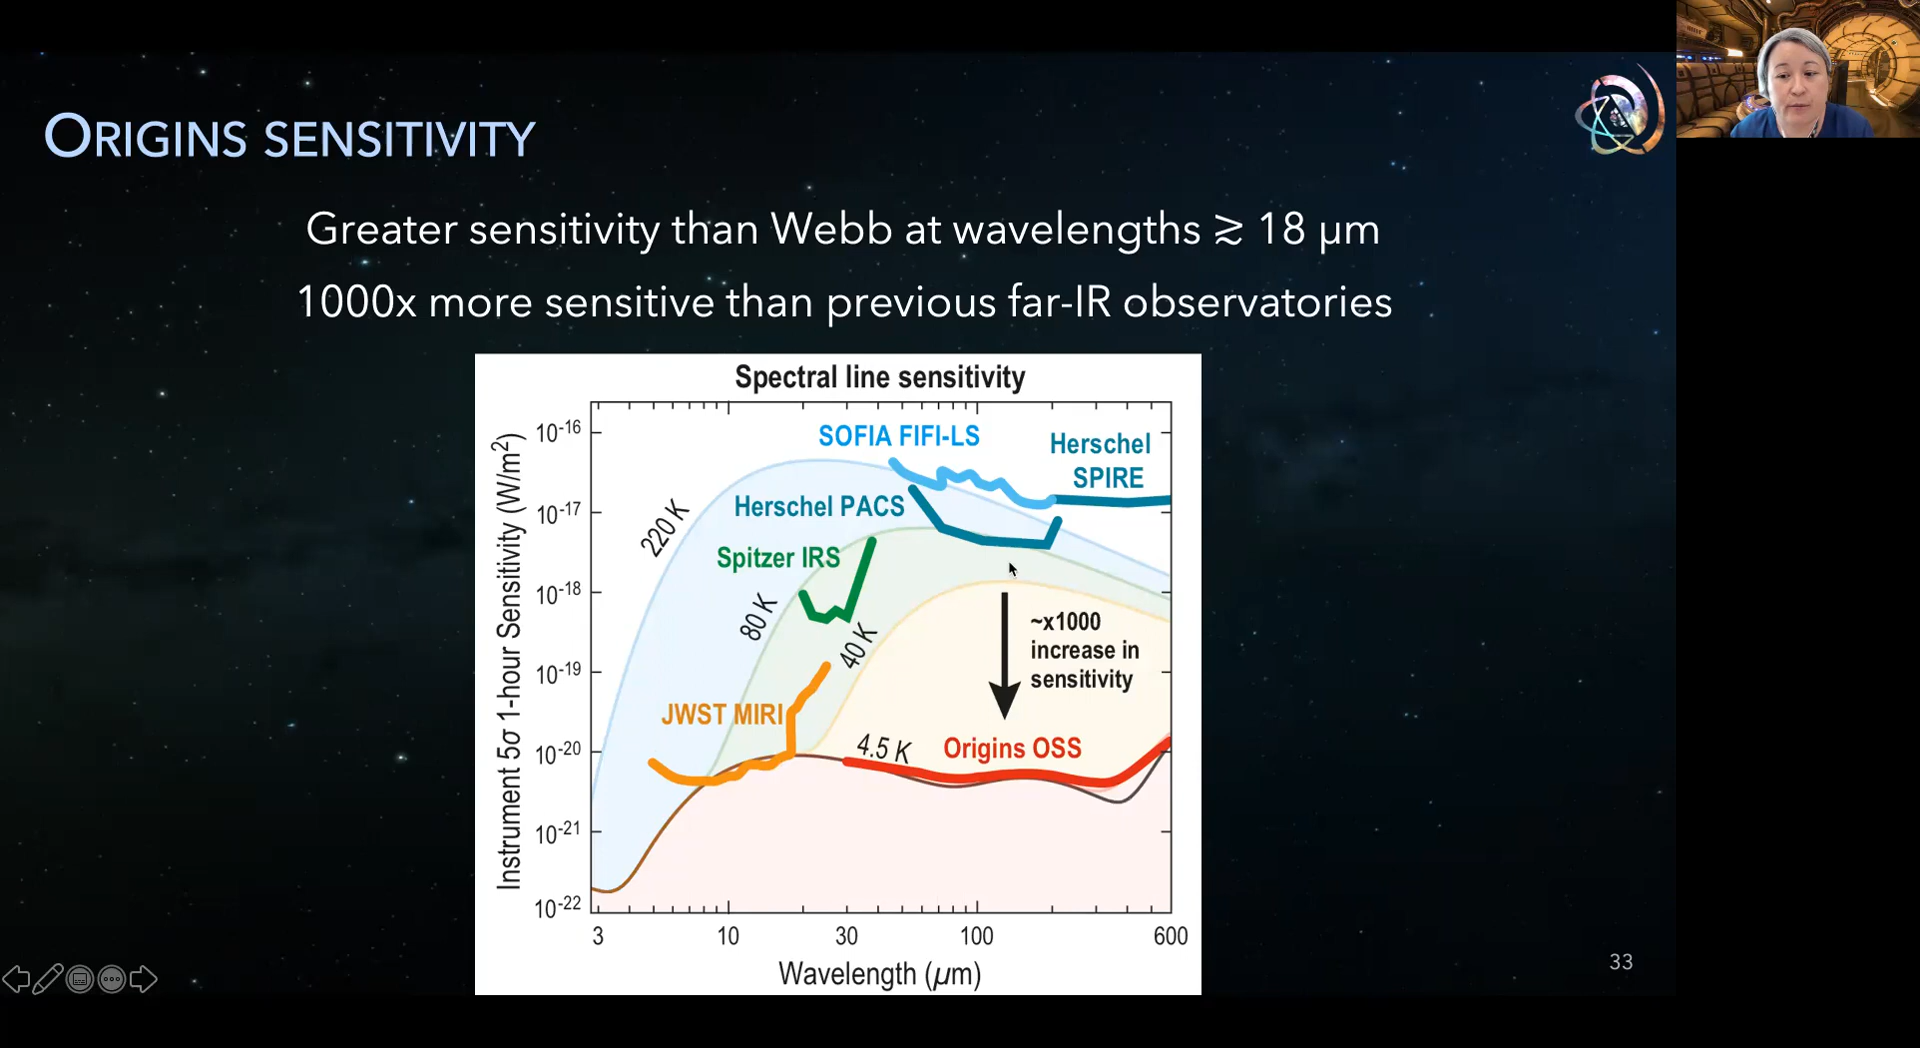 ORIGINS SENSITIVITY
Greater sensitivity than Webb at wavelengths ≳ 18 μm
1000x more sensitive than previous far-IR observatories
Spectral line sensitivity
Instrument 5σ 1-hour Sensitivity (W/m²)
10⁻¹⁶
10⁻¹⁷
10⁻¹⁸
10⁻¹⁹
10⁻²⁰
10⁻²¹
10⁻²²
SOFIA FIFI-LS
Herschel
SPIRE
Herschel PACS
220 K
Spitzer IRS
80 K
40 K
~x1000
increase in
sensitivity
JWST MIRI
4.5 K
Origins OSS
3
10
30
100
600
Wavelength (μm)
33